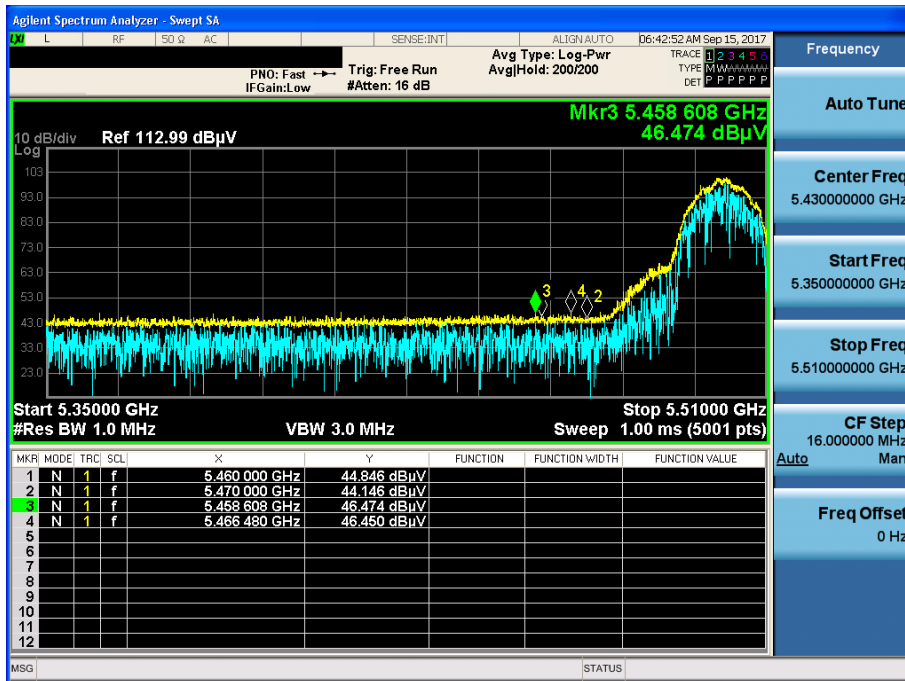 Agilent Spectrum Analyzer - Swept SA
LXI L RF 50 Ω AC SENSE:INT ALIGN AUTO 06:42:52 AM Sep 15, 2017
PNO: Fast Trig: Free Run Avg Type: Log-Pwr TRACE 1 2 3 4 5 6
IFGain:Low #Atten: 16 dB Avg|Hold: 200/200 TYPE M W W W W W
DET P P P P P P
Mkr3 5.458 608 GHz
46.474 dBµV
10 dB/div Ref 112.99 dBµV
Log
103
93.0
83.0
73.0
63.0
53.0
43.0
33.0
23.0
3 4 2
Start 5.35000 GHz Stop 5.51000 GHz
#Res BW 1.0 MHz VBW 3.0 MHz Sweep 1.00 ms (5001 pts)
MKR MODE TRC SCL X Y FUNCTION FUNCTION WIDTH FUNCTION VALUE
1 N 1 f 5.460 000 GHz 44.846 dBµV
2 N 1 f 5.470 000 GHz 44.146 dBµV
3 N 1 f 5.458 608 GHz 46.474 dBµV
4 N 1 f 5.466 480 GHz 46.450 dBµV
5
6
7
8
9
10
11
12
MSG STATUS
Frequency
Auto Tune
Center Freq
5.430000000 GHz
Start Freq
5.350000000 GHz
Stop Freq
5.510000000 GHz
CF Step
16.000000 MHz
Auto Man
Freq Offset
0 Hz